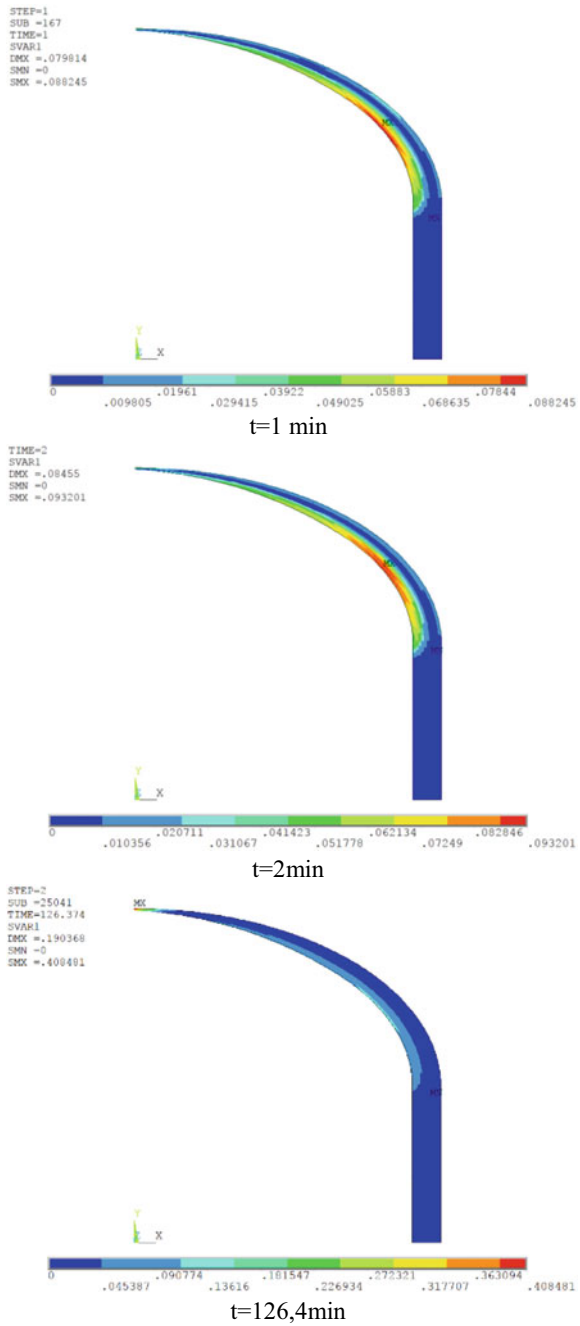 STEP=1
SUB =167
TIME=1
SVAR1
DMX =.079814
SMN =0
SMX =.088245
MX
Y
X
0 .01961 .03922 .05883 .07844
.009805 .029415 .049025 .068635 .088245
t=1 min
TIME=2
SVAR1
DMX =.08455
SMN =0
SMX =.093201
Y
X
0 .020711 .041423 .062134 .082846
.010356 .031067 .051778 .07249 .093201
t=2min
STEP=2
SUB =25041
TIME=126.374
SVAR1
DMX =.190368
SMN =0
SMX =.408481
MX
Y
X
0 .090774 .181547 .272321 .363094
.045387 .13616 .226934 .317707 .408481
t=126,4min